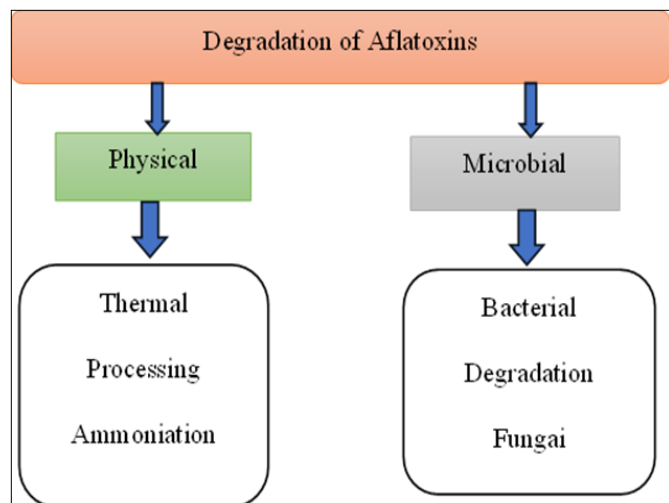 Degradation of Aflatoxins
Physical
Microbial
Thermal
Processing
Ammoniation
Bacterial
Degradation
Fungai